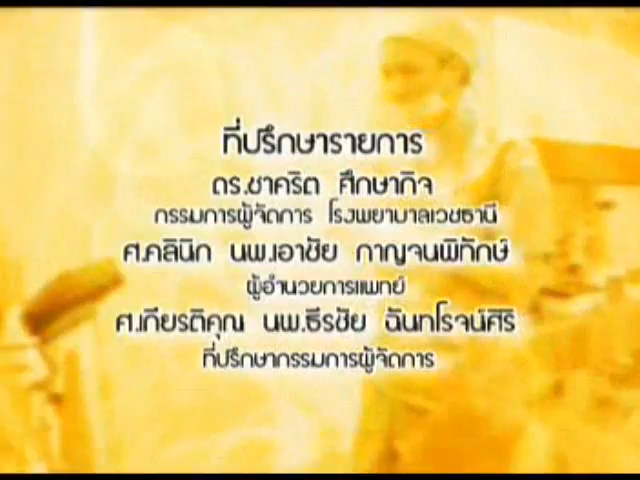 ที่ปรึกษารายการ
ดร.ชาคริต ศึกษากิจ
กรรมการผู้จัดการ โรงพยาบาลเวชธานี
ศ.คลินิก นพ.เอาชัย กาญจนพิทักษ์
ผู้อำนวยการแพทย์
ศ.เกียรติคุณ นพ.ธีรชัย ฉันทโรจน์ศิริ
ที่ปรึกษากรรมการผู้จัดการ